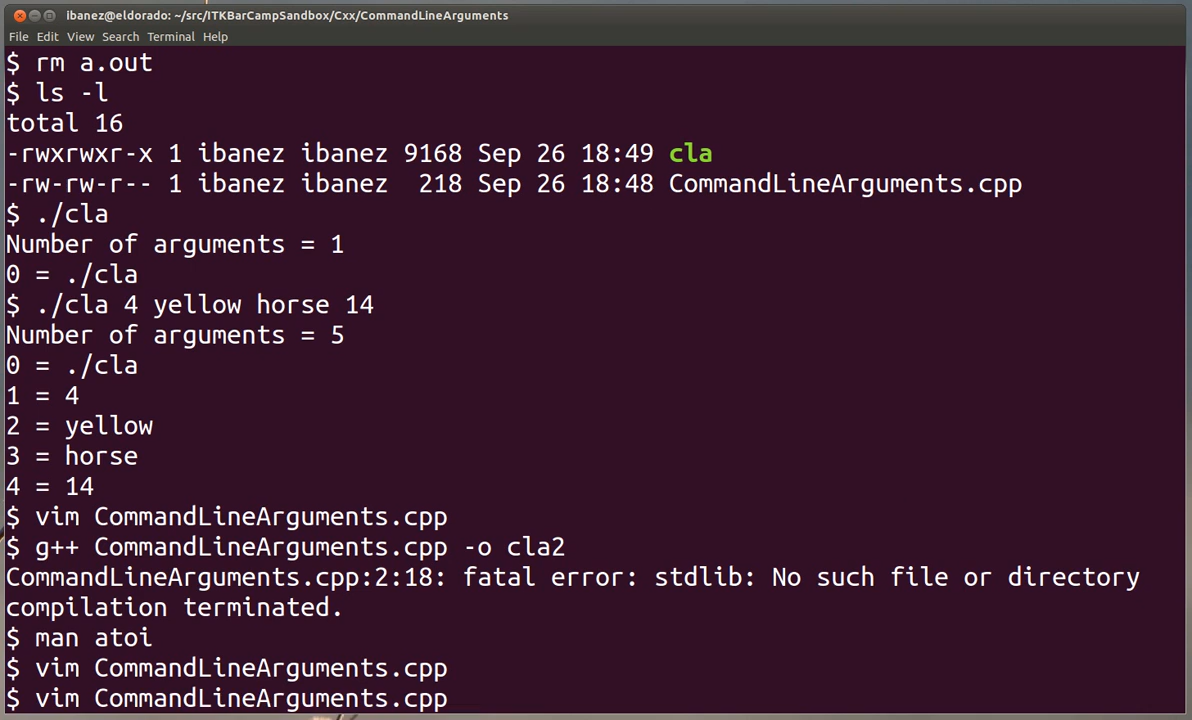 ibanez@eldorado: ~/src/ITKBarCampSandbox/Cxx/CommandLineArguments
File Edit View Search Terminal Help
$ rm a.out
$ ls -l
total 16
-rwxrwxr-x 1 ibanez ibanez 9168 Sep 26 18:49 cla
-rw-rw-r-- 1 ibanez ibanez  218 Sep 26 18:48 CommandLineArguments.cpp
$ ./cla
Number of arguments = 1
0 = ./cla
$ ./cla 4 yellow horse 14
Number of arguments = 5
0 = ./cla
1 = 4
2 = yellow
3 = horse
4 = 14
$ vim CommandLineArguments.cpp
$ g++ CommandLineArguments.cpp -o cla2
CommandLineArguments.cpp:2:18: fatal error: stdlib: No such file or directory
compilation terminated.
$ man atoi
$ vim CommandLineArguments.cpp
$ vim CommandLineArguments.cpp